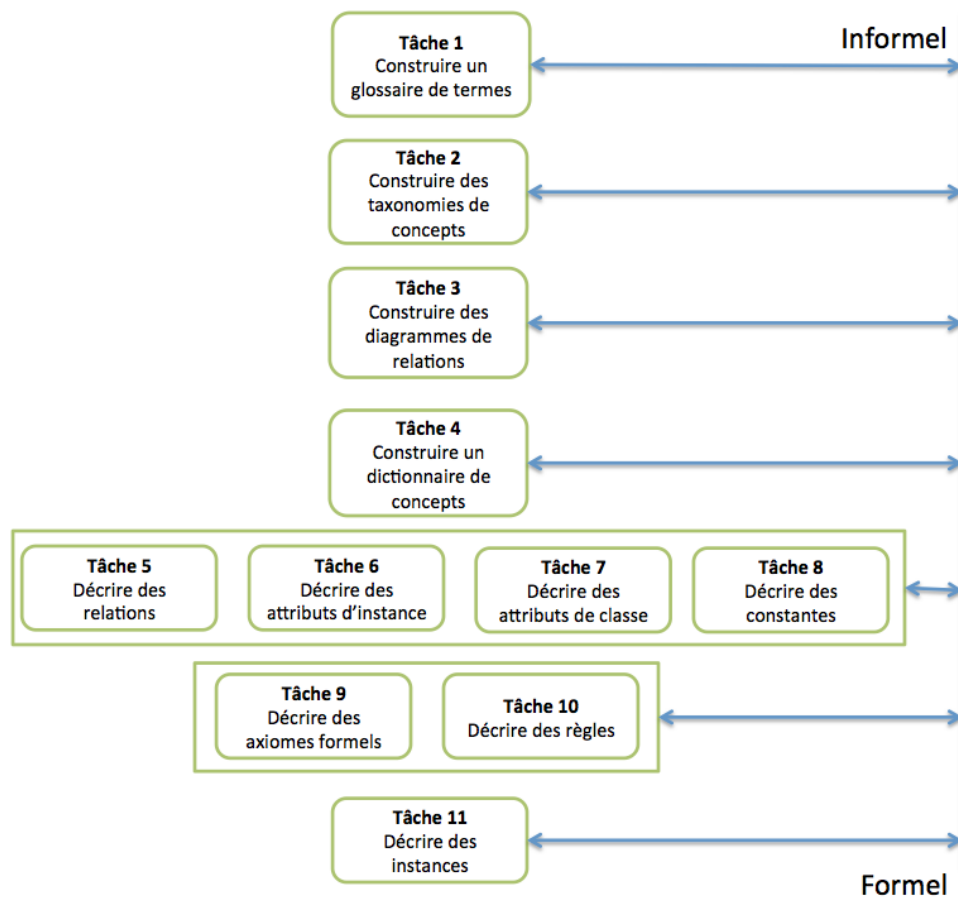 Informel
Tâche 1
Construire un
glossaire de termes
Tâche 2
Construire des
taxonomies de
concepts
Tâche 3
Construire des
diagrammes de
relations
Tâche 4
Construire un
dictionnaire de
concepts
Tâche 5
Décrire des
relations
Tâche 6
Décrire des
attributs d’instance
Tâche 7
Décrire des
attributs de classe
Tâche 8
Décrire des
constantes
Tâche 9
Décrire des
axiomes formels
Tâche 10
Décrire des règles
Tâche 11
Décrire des
instances
Formel